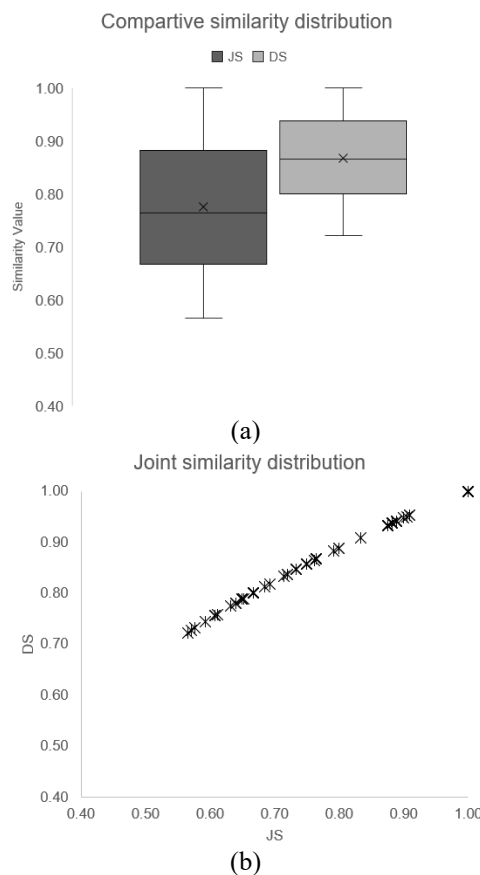 Compartive similarity distribution
JS DS
1.00
0.90
0.80
0.70
0.60
0.50
0.40
Similarity Value
(a)
Joint similarity distribution
1.00
0.90
0.80
0.70
0.60
0.50
0.40
DS
0.40 0.50 0.60 0.70 0.80 0.90 1.00
JS
(b)